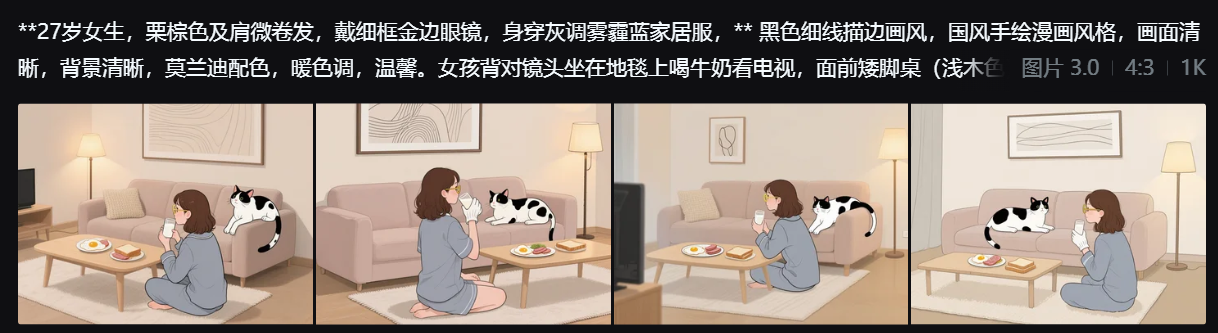 **27岁女生，栗棕色及肩微卷发，戴细框金边眼镜，身穿灰调雾霾蓝家居服，** 黑色细线描边画风，国风手绘漫画风格，画面清
晰，背景清晰，莫兰迪配色，暖色调，温馨。女孩背对镜头坐在地毯上喝牛奶看电视，面前矮脚桌（浅木色 图片 3.0 | 4:3 | 1K